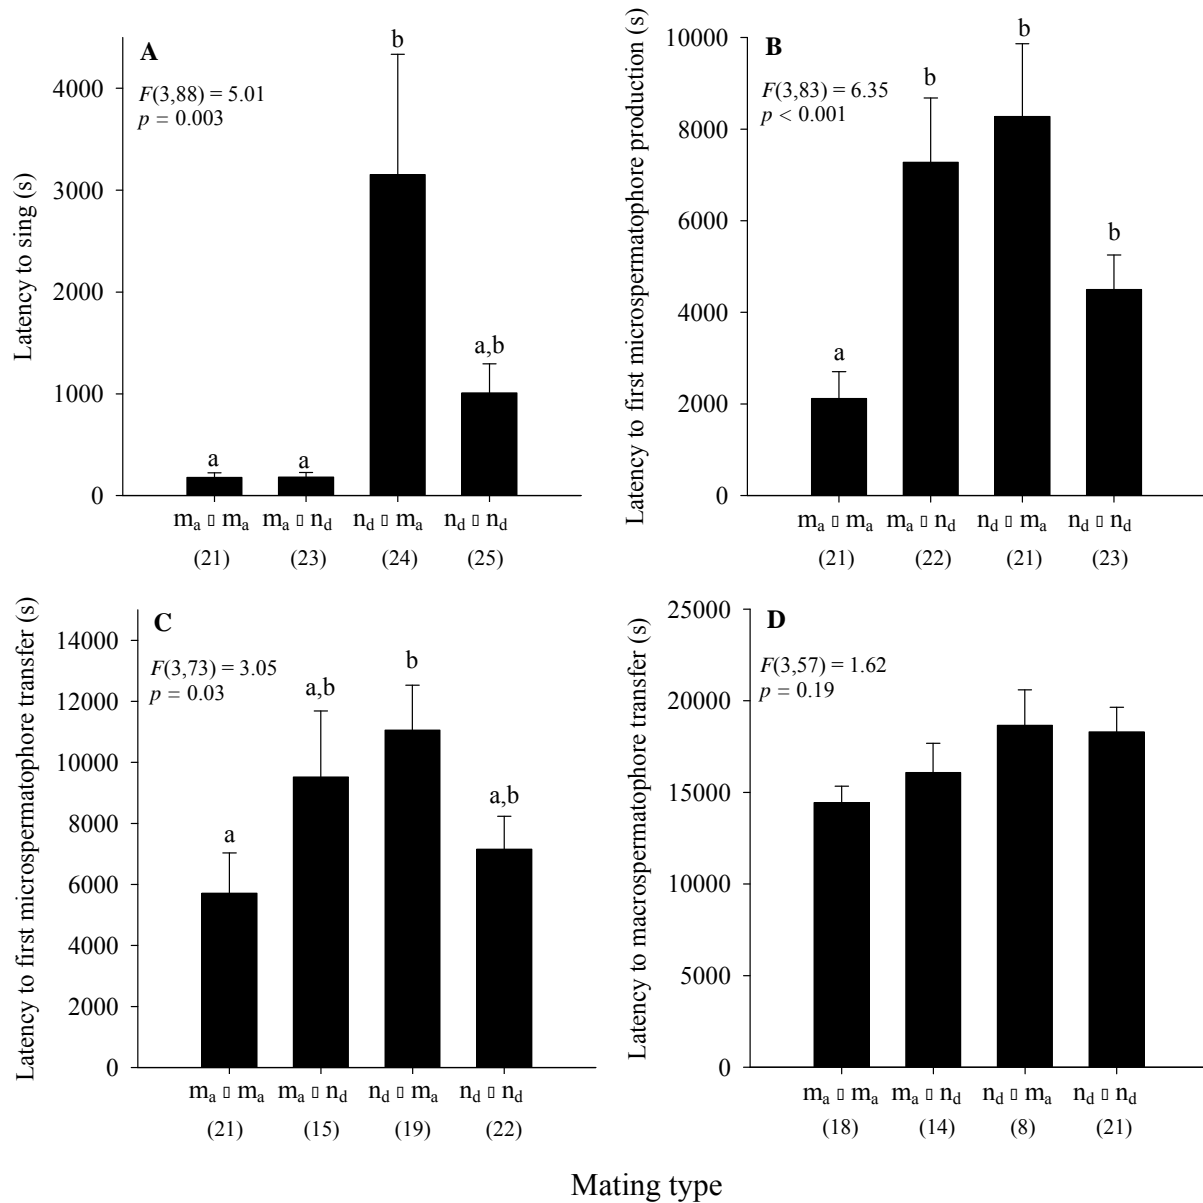 A
F(3,88) = 5.01
p = 0.003
Latency to sing (s)
4000
3000
2000
1000
0
a
a
b
a,b
ma ▯ ma
ma ▯ nd
nd ▯ ma
nd ▯ nd
(21)
(23)
(24)
(25)
B
F(3,83) = 6.35
p < 0.001
Latency to first microspermatophore production (s)
10000
8000
6000
4000
2000
0
a
b
b
b
ma ▯ ma
ma ▯ nd
nd ▯ ma
nd ▯ nd
(21)
(22)
(21)
(23)
C
F(3,73) = 3.05
p = 0.03
Latency to first microspermatophore transfer (s)
14000
12000
10000
8000
6000
4000
2000
0
a
a,b
b
a,b
ma ▯ ma
ma ▯ nd
nd ▯ ma
nd ▯ nd
(21)
(15)
(19)
(22)
D
F(3,57) = 1.62
p = 0.19
Latency to macrospermatophore transfer (s)
25000
20000
15000
10000
5000
0
ma ▯ ma
ma ▯ nd
nd ▯ ma
nd ▯ nd
(18)
(14)
(8)
(21)
Mating type